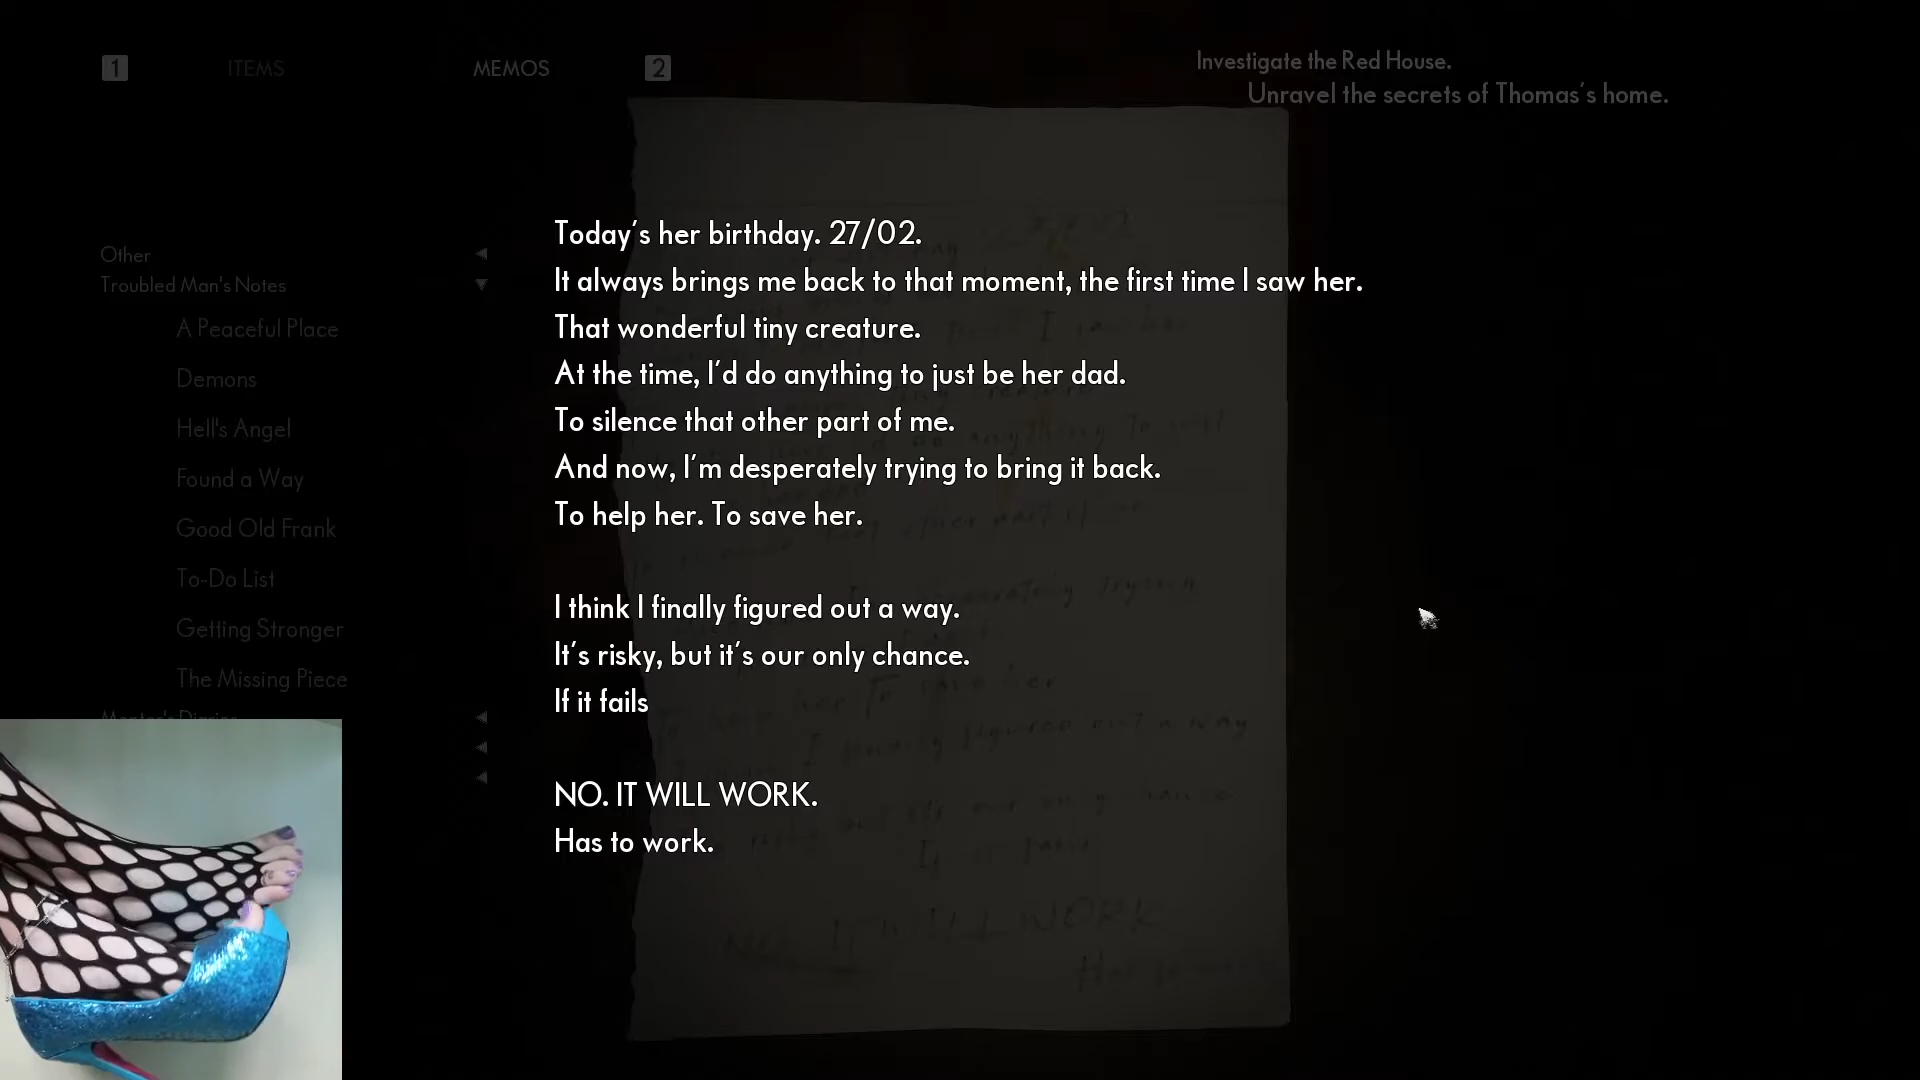 1
ITEMS
MEMOS
2
Investigate the Red House.
Unravel the secrets of Thomas's home.
Other
Troubled Man's Notes
A Peaceful Place
Demons
Hell's Angel
Found a Way
Good Old Frank
To-Do List
Getting Stronger
The Missing Piece
Today's her birthday. 27/02.
It always brings me back to that moment, the first time I saw her.
That wonderful tiny creature.
At the time, I'd do anything to just be her dad.
To silence that other part of me.
And now, I'm desperately trying to bring it back.
To help her. To save her.
I think I finally figured out a way.
It's risky, but it's our only chance.
If it fails
NO. IT WILL WORK.
Has to work.